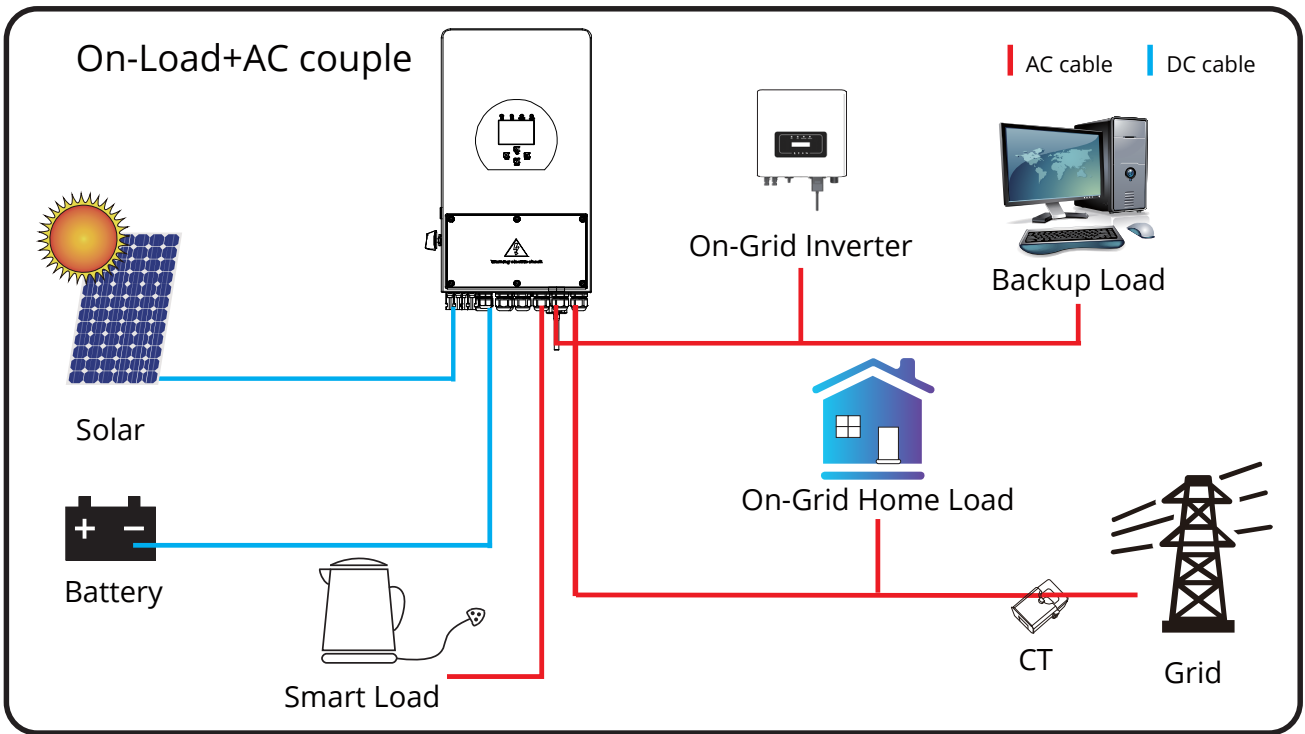 On-Load+AC couple
AC cable
DC cable
On-Grid Inverter
Backup Load
Solar
On-Grid Home Load
Battery
CT
Grid
Smart Load